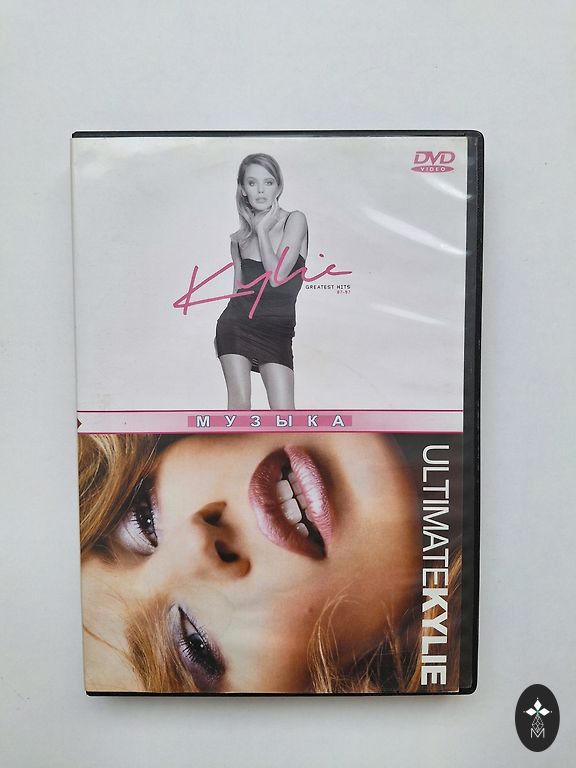 DVD
VIDEO
Kylie
GREATEST HITS
87-97
МУЗЫКА
ULTIMATEKYLIE
M